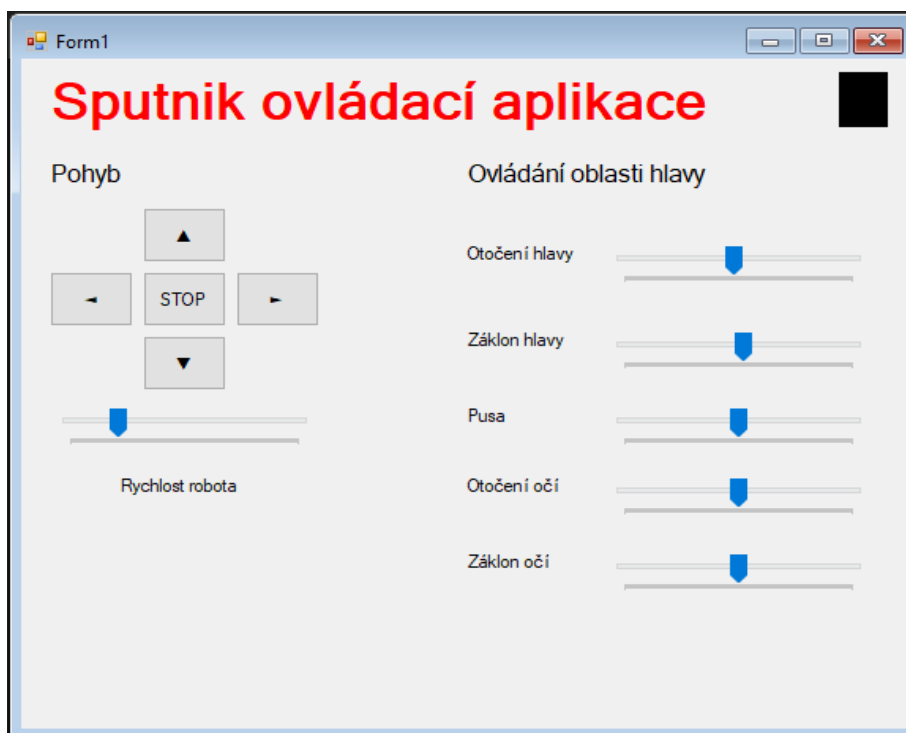 Form1
Sputnik ovládací aplikace
Pohyb
▲
◄ STOP ►
▼
Rychlost robota
Ovládání oblasti hlavy
Otočení hlavy
Záklon hlavy
Pusa
Otočení očí
Záklon očí